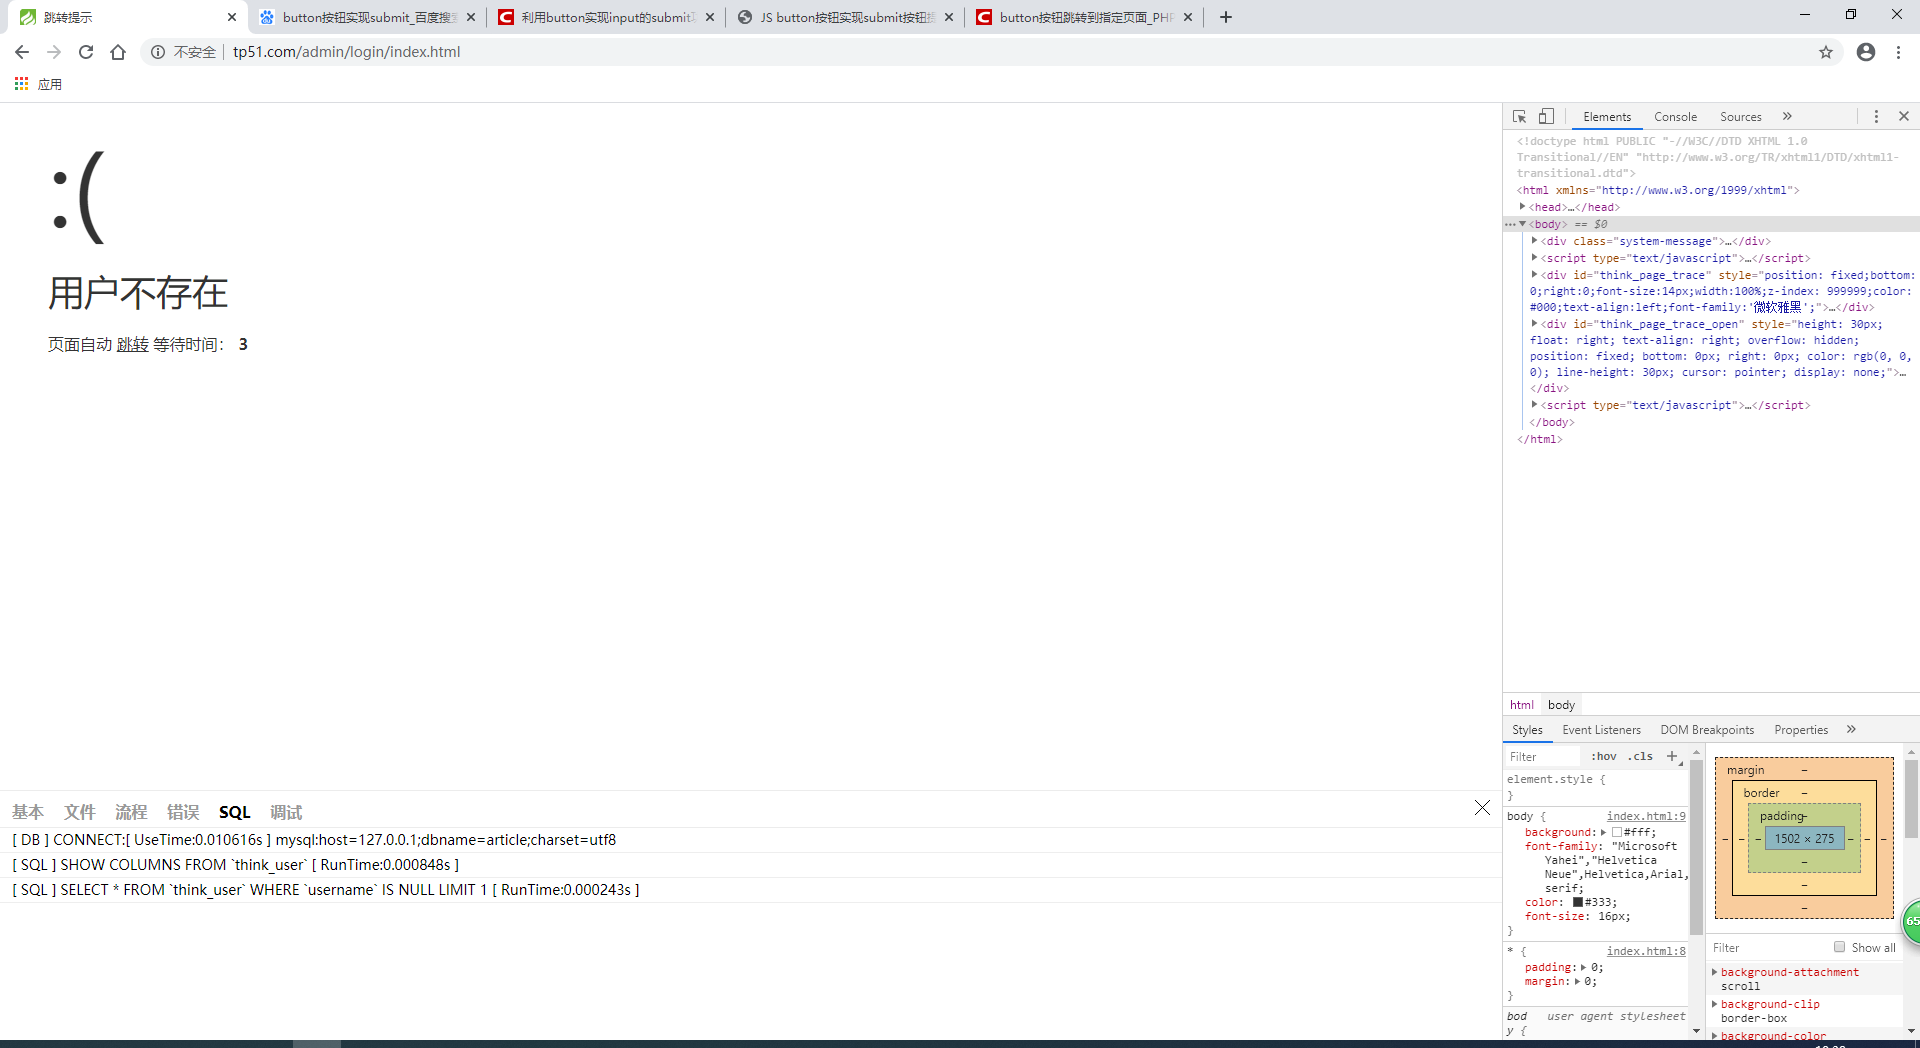 跳转提示
button按钮实现submit_百度搜索
利用button实现input的submit
JS button按钮实现submit按钮提
button按钮跳转到指定页面_PHP
不安全 tp51.com/admin/login/index.html
应用
:(
用户不存在
页面自动 跳转 等待时间： 3
基本 文件 流程 错误 SQL 调试
[ DB ] CONNECT:[ UseTime:0.010616s ] mysql:host=127.0.0.1;dbname=article;charset=utf8
[ SQL ] SHOW COLUMNS FROM `think_user` [ RunTime:0.000848s ]
[ SQL ] SELECT * FROM `think_user` WHERE `username` IS NULL LIMIT 1 [ RunTime:0.000243s ]
Elements Console Sources »
<!doctype html PUBLIC "-//W3C//DTD XHTML 1.0
Transitional//EN" "http://www.w3.org/TR/xhtml1/DTD/xhtml1-
transitional.dtd">
<html xmlns="http://www.w3.org/1999/xhtml">
<head>…</head>
<body> == $0
<div class="system-message">…</div>
<script type="text/javascript">…</script>
<div id="think_page_trace" style="position: fixed;bottom:
0;right:0;font-size:14px;width:100%;z-index: 999999;color:
#000;text-align:left;font-family:'微软雅黑';">…</div>
<div id="think_page_trace_open" style="height: 30px;
float: right; text-align: right; overflow: hidden;
position: fixed; bottom: 0px; right: 0px; color: rgb(0, 0,
0); line-height: 30px; cursor: pointer; display: none;">…
</div>
<script type="text/javascript">…</script>
</body>
</html>
html body
Styles Event Listeners DOM Breakpoints Properties »
Filter :hov .cls +
element.style {
}
body { index.html:9
background: #fff;
font-family: "Microsoft
Yahei","Helvetica
Neue",Helvetica,Arial,
serif;
color: #333;
font-size: 16px;
}
* { index.html:8
padding: 0;
margin: 0;
}
bod user agent stylesheet
y {
margin –
border –
padding –
– – – 1502 × 275 – – –
–
–
–
65
Filter Show all
background-attachment
scroll
background-clip
border-box
background-color